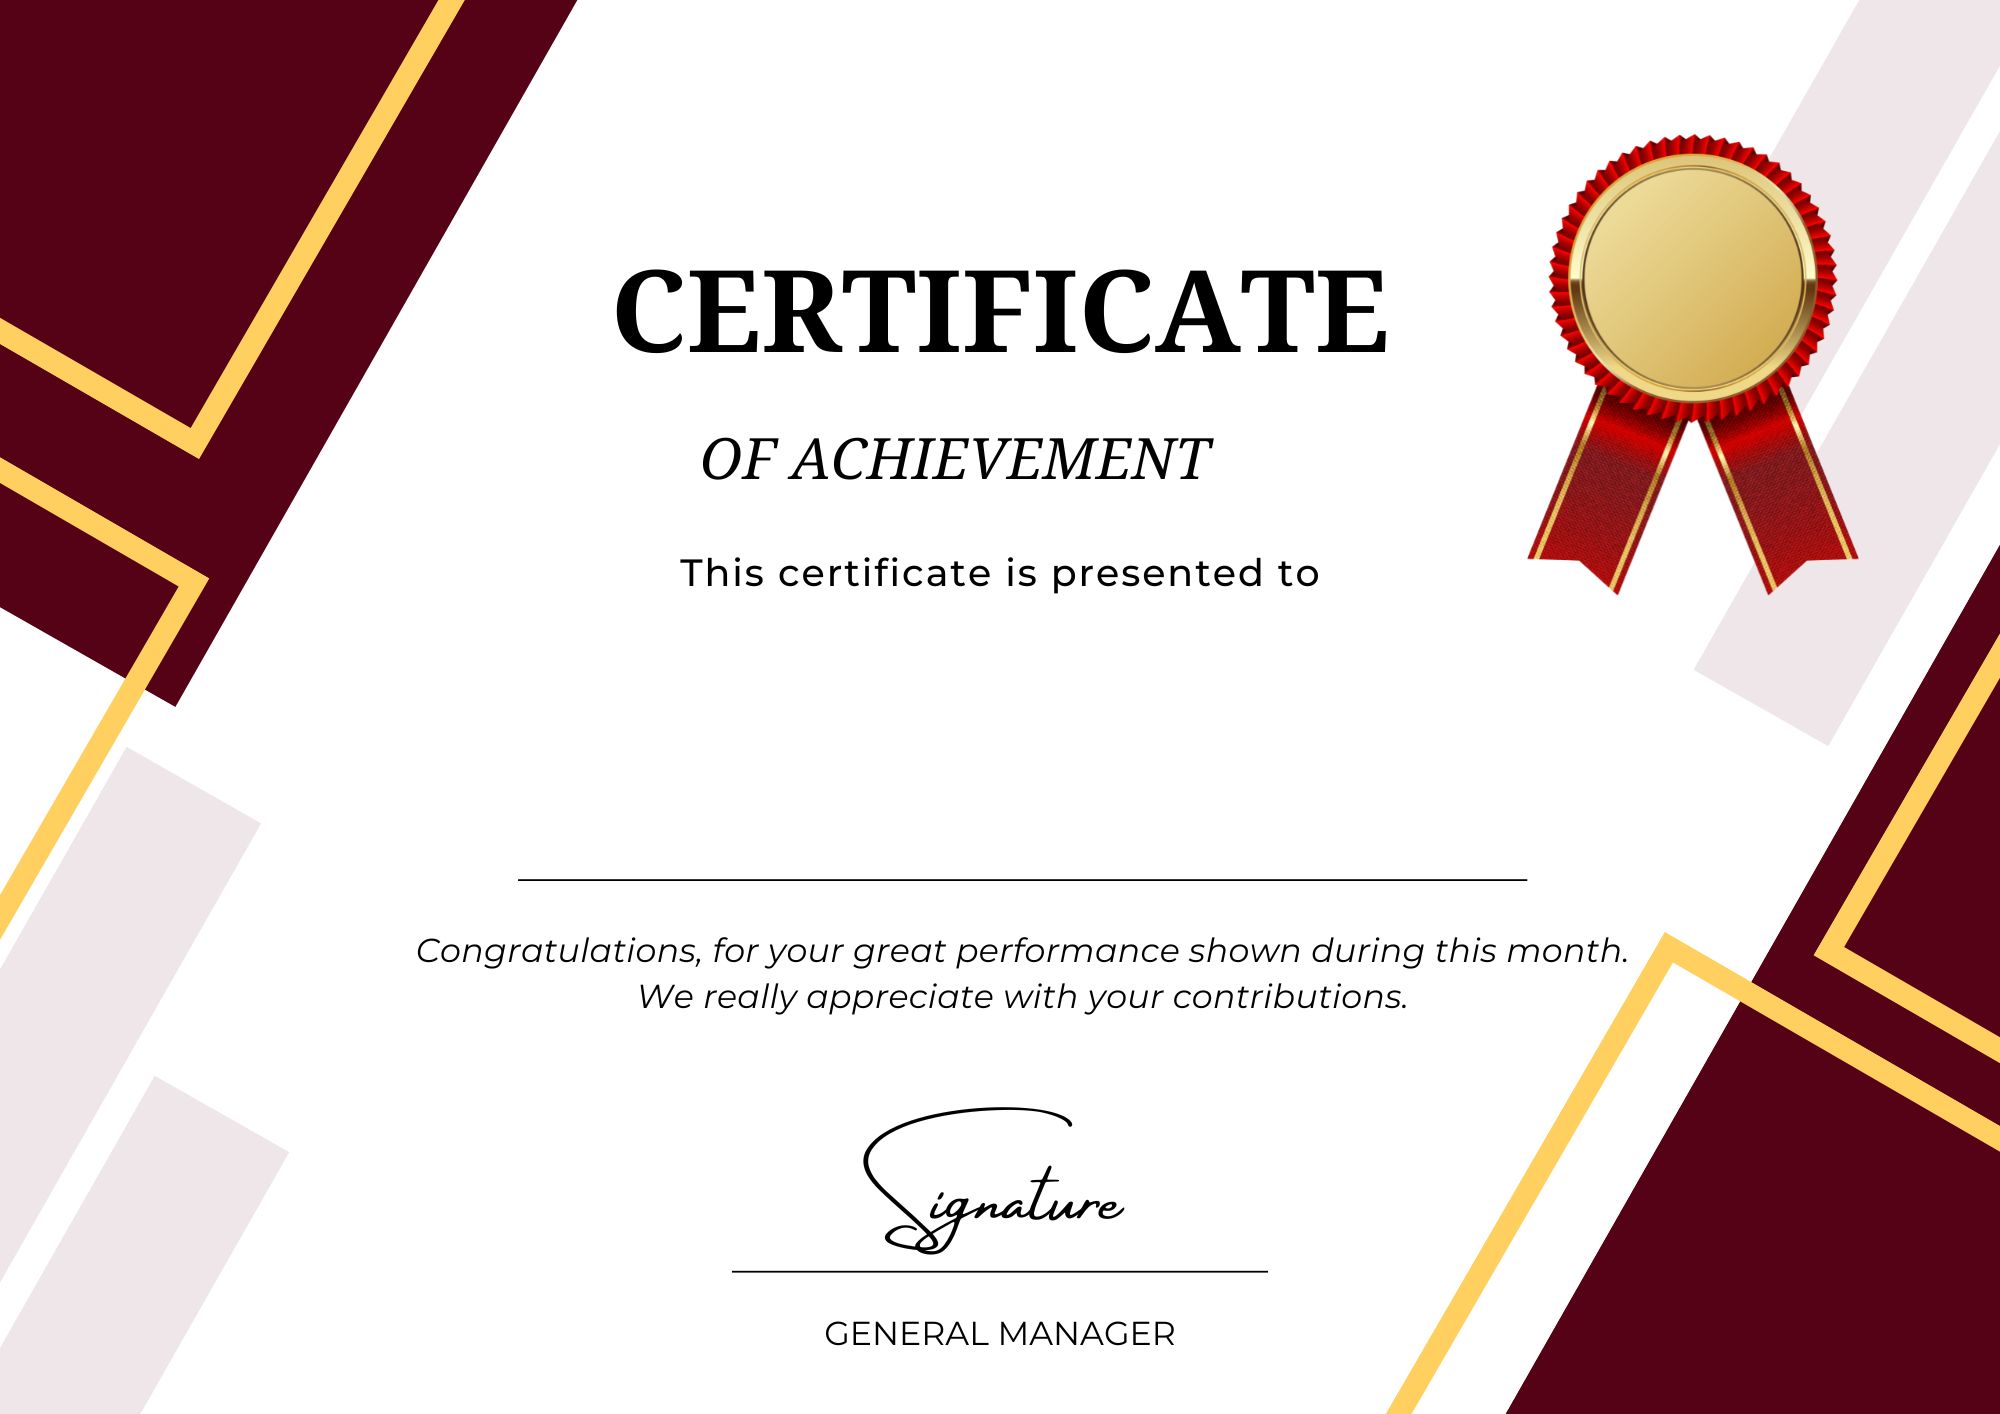 CERTIFICATE
OF ACHIEVEMENT
This certificate is presented to
Congratulations, for your great performance shown during this month.
We really appreciate with your contributions.
Signature
GENERAL MANAGER